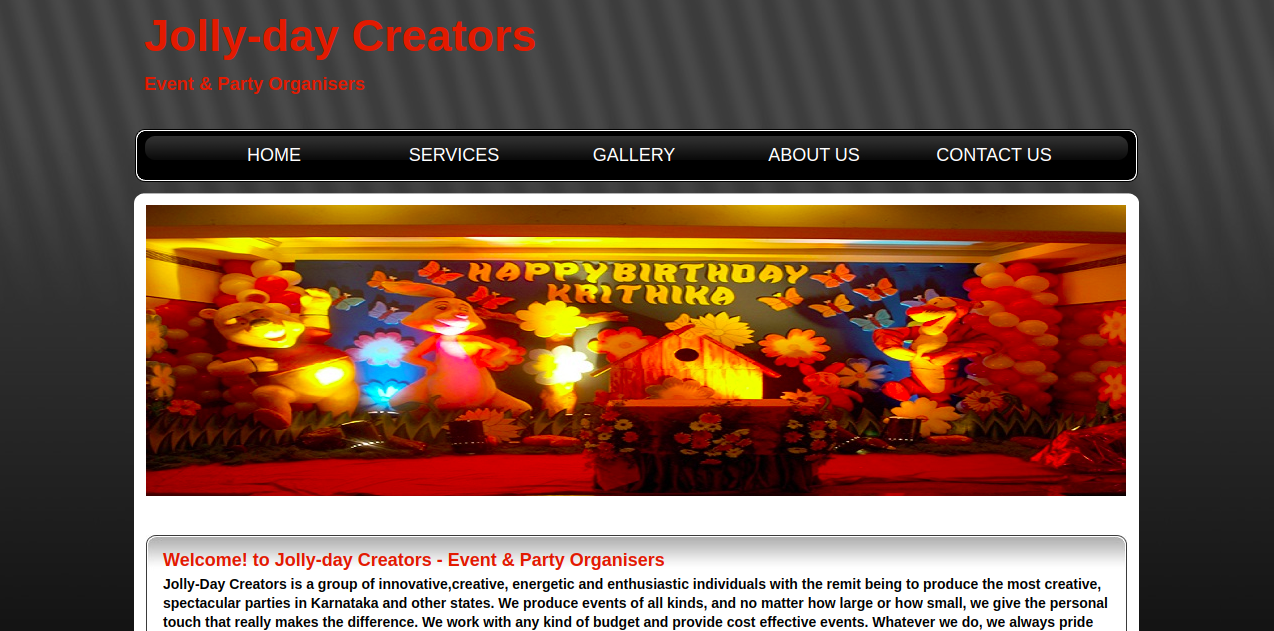 Jolly-day Creators
Event & Party Organisers
HOME SERVICES GALLERY ABOUT US CONTACT US
HAPPY BIRTHDAY
KRITHIKA
Welcome! to Jolly-day Creators - Event & Party Organisers
Jolly-Day Creators is a group of innovative,creative, energetic and enthusiastic individuals with the remit being to produce the most creative,
spectacular parties in Karnataka and other states. We produce events of all kinds, and no matter how large or how small, we give the personal
touch that really makes the difference. We work with any kind of budget and provide cost effective events. Whatever we do, we always pride